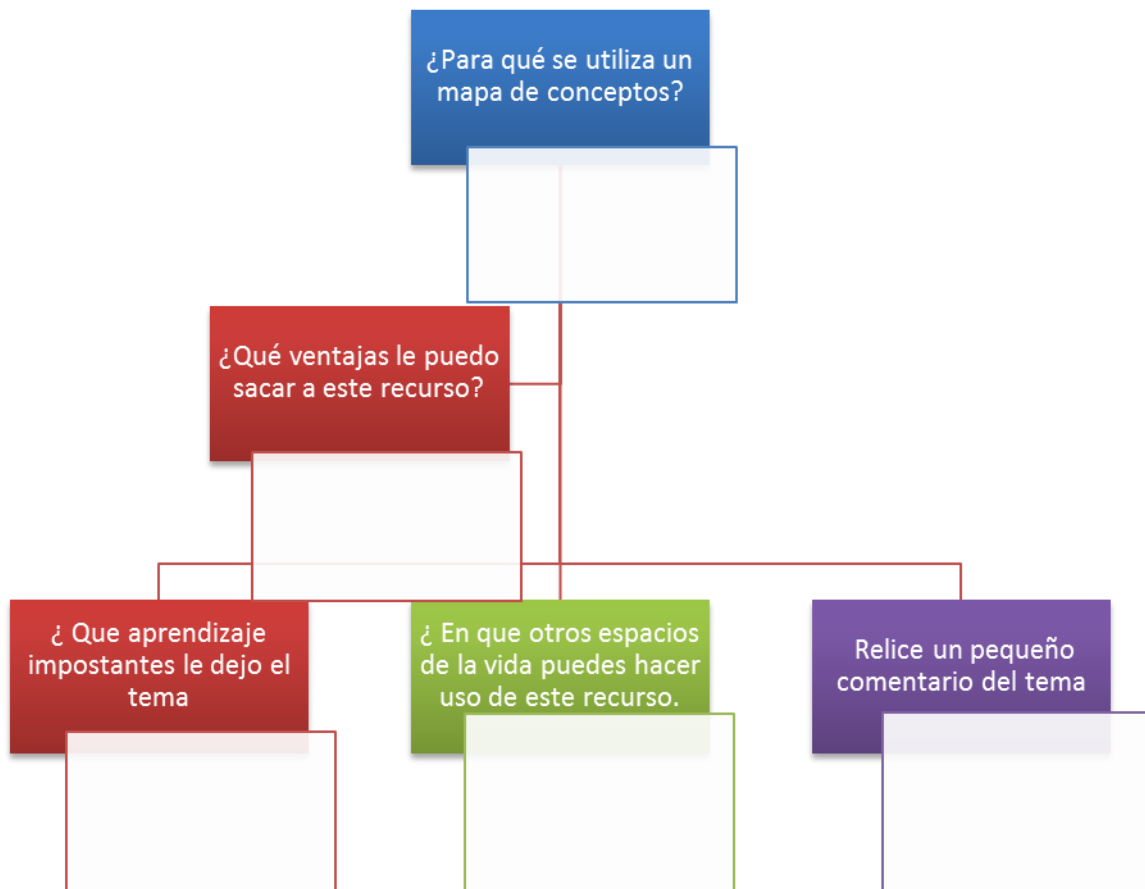 ¿Para qué se utiliza un
mapa de conceptos?
¿Qué ventajas le puedo
sacar a este recurso?
¿ Que aprendizaje
impostantes le dejo el
tema
¿ En que otros espacios
de la vida puedes hacer
uso de este recurso.
Relice un pequeño
comentario del tema